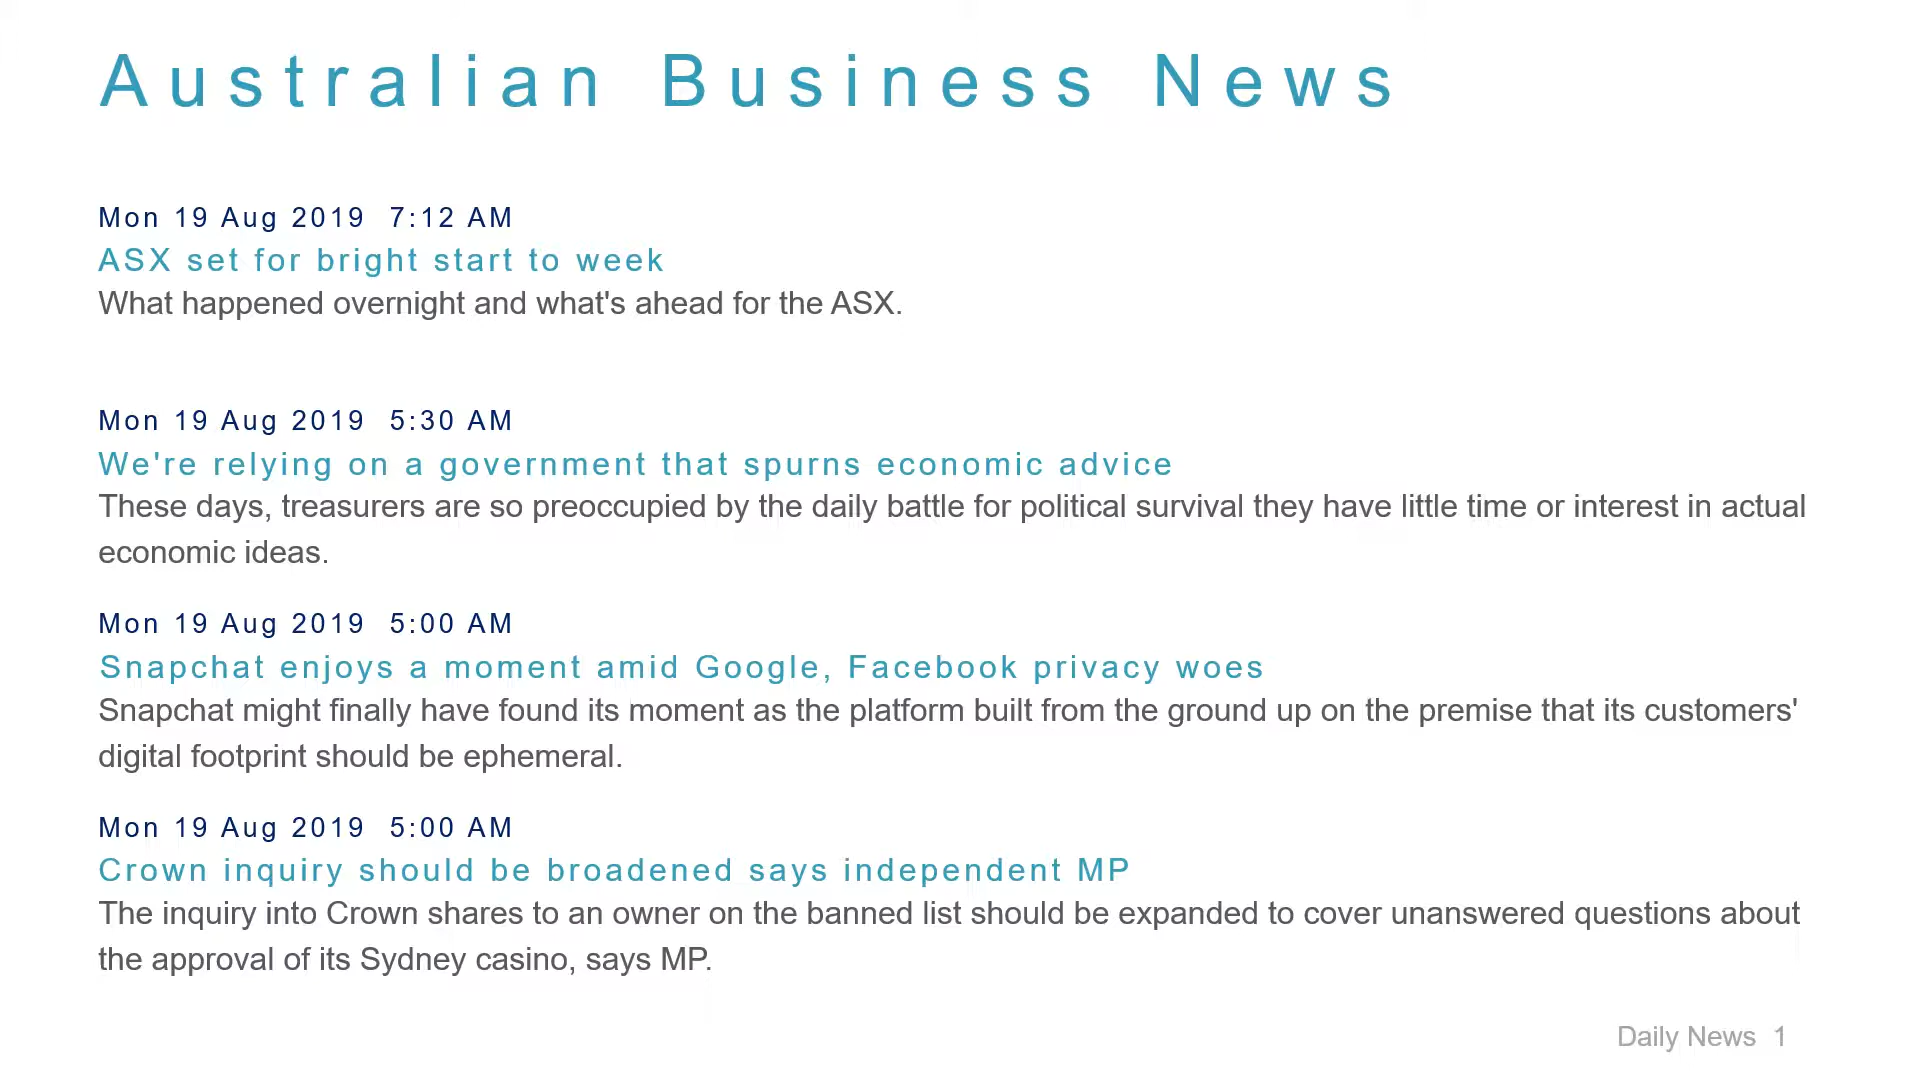 Australian Business News
Mon 19 Aug 2019 7:12 AM
ASX set for bright start to week
What happened overnight and what's ahead for the ASX.
Mon 19 Aug 2019 5:30 AM
We're relying on a government that spurns economic advice
These days, treasurers are so preoccupied by the daily battle for political survival they have little time or interest in actual
economic ideas.
Mon 19 Aug 2019 5:00 AM
Snapchat enjoys a moment amid Google, Facebook privacy woes
Snapchat might finally have found its moment as the platform built from the ground up on the premise that its customers'
digital footprint should be ephemeral.
Mon 19 Aug 2019 5:00 AM
Crown inquiry should be broadened says independent MP
The inquiry into Crown shares to an owner on the banned list should be expanded to cover unanswered questions about
the approval of its Sydney casino, says MP.
Daily News 1